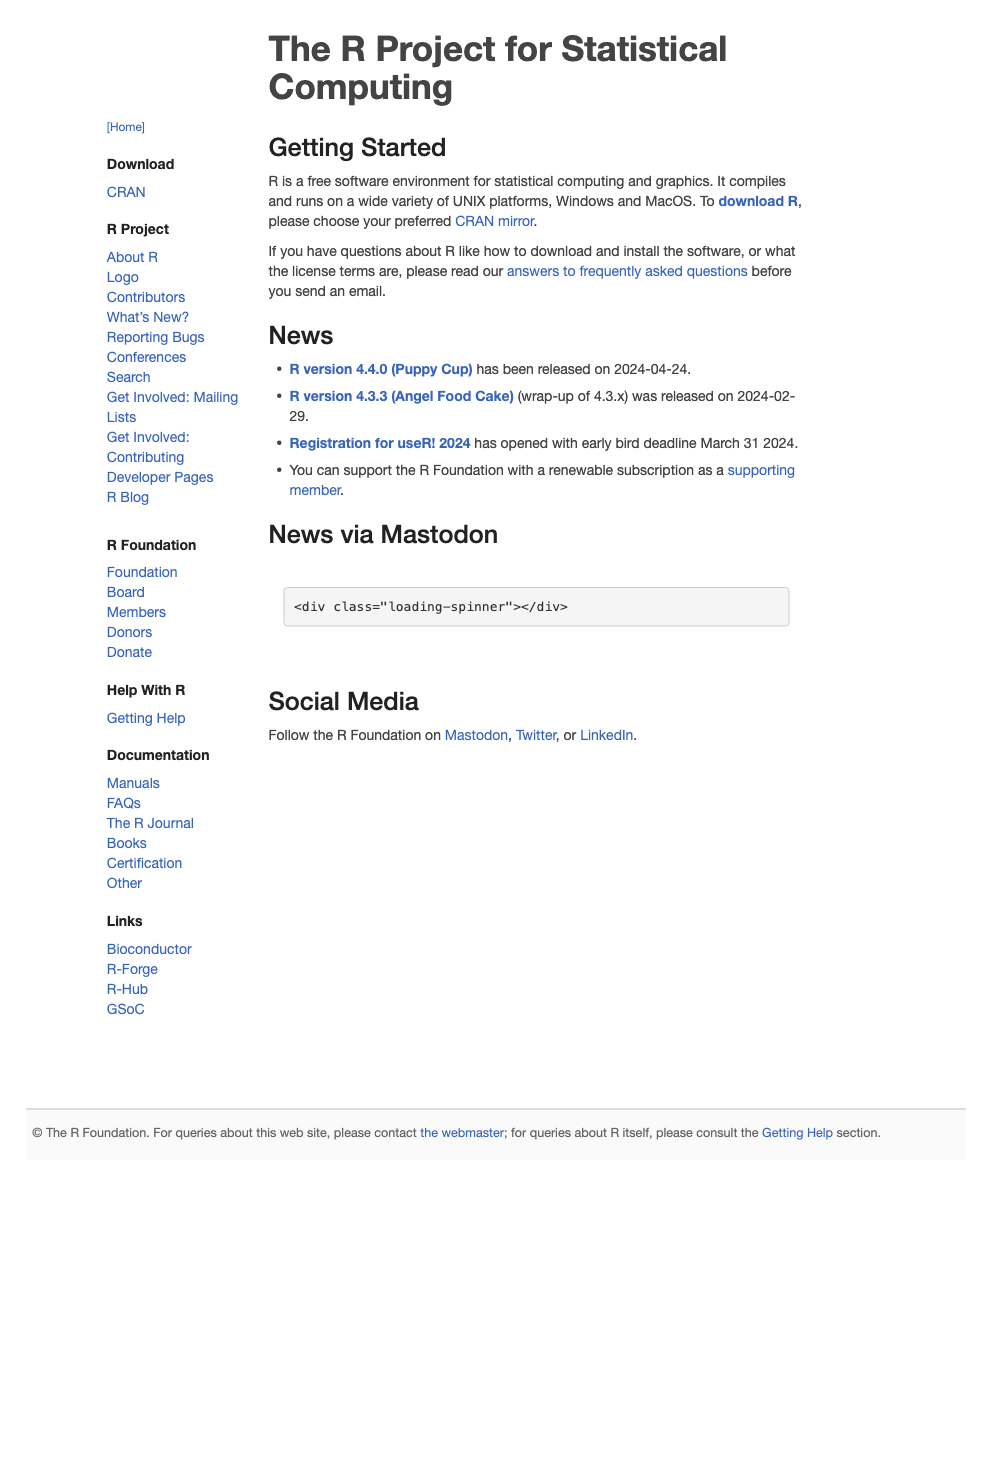 The R Project for Statistical
Computing
[Home]
Download
CRAN
R Project
About R
Logo
Contributors
What's New?
Reporting Bugs
Conferences
Search
Get Involved: Mailing
Lists
Get Involved:
Contributing
Developer Pages
R Blog
R Foundation
Foundation
Board
Members
Donors
Donate
Help With R
Getting Help
Documentation
Manuals
FAQs
The R Journal
Books
Certification
Other
Links
Bioconductor
R-Forge
R-Hub
GSoC
Getting Started
R is a free software environment for statistical computing and graphics. It compiles
and runs on a wide variety of UNIX platforms, Windows and MacOS. To download R,
please choose your preferred CRAN mirror.
If you have questions about R like how to download and install the software, or what
the license terms are, please read our answers to frequently asked questions before
you send an email.
News
• R version 4.4.0 (Puppy Cup) has been released on 2024-04-24.
• R version 4.3.3 (Angel Food Cake) (wrap-up of 4.3.x) was released on 2024-02-
29.
• Registration for useR! 2024 has opened with early bird deadline March 31 2024.
• You can support the R Foundation with a renewable subscription as a supporting
member.
News via Mastodon
<div class="loading-spinner"></div>
Social Media
Follow the R Foundation on Mastodon, Twitter, or LinkedIn.
© The R Foundation. For queries about this web site, please contact the webmaster; for queries about R itself, please consult the Getting Help section.